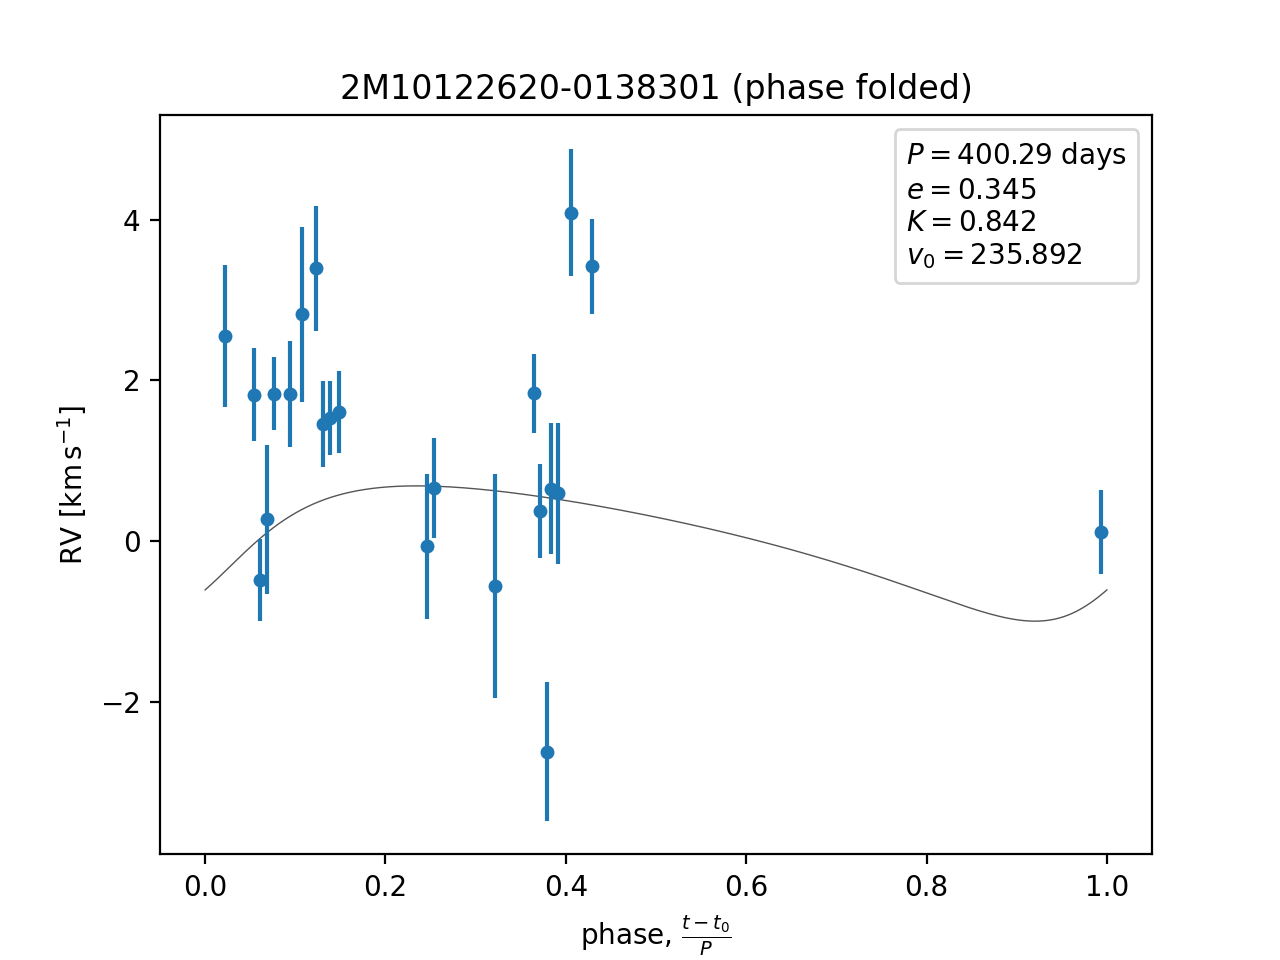 2M10122620-0138301 (phase folded)
P = 400.29 days
e = 0.345
K = 0.842
v₀ = 235.892
4
2
0
−2
RV [km s⁻¹]
0.0 0.2 0.4 0.6 0.8 1.0
phase, (t − t₀)/P